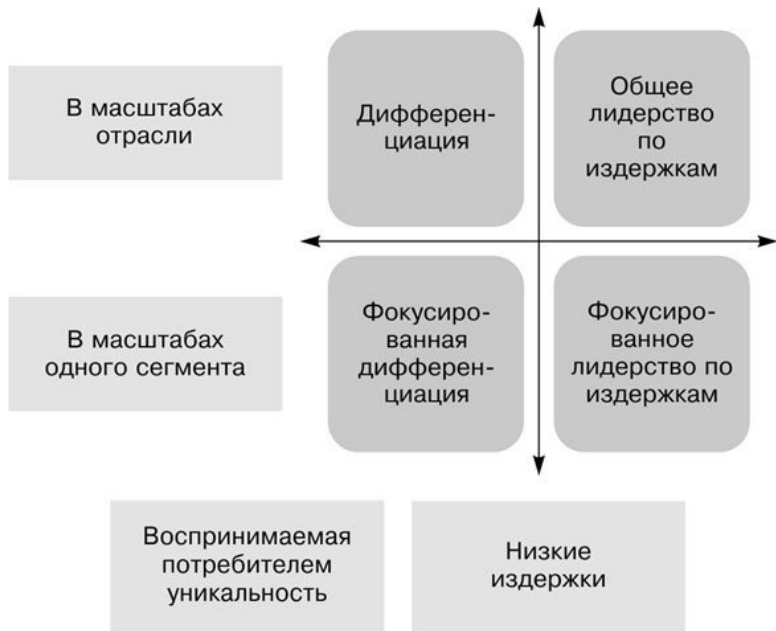 В масштабах
отрасли
Дифферен-
циация
Общее
лидерство
по
издержкам
В масштабах
одного сегмента
Фокусиро-
ванная
дифферен-
циация
Фокусиро-
ванное
лидерство по
издержкам
Воспринимаемая
потребителем
уникальность
Низкие
издержки